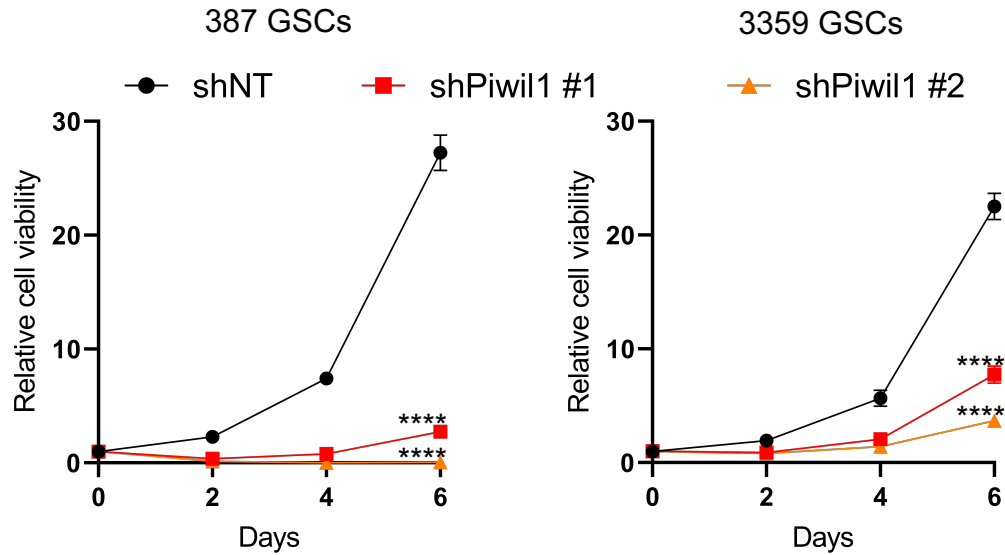 387 GSCs
3359 GSCs
shNT
shPiwil1 #1
shPiwil1 #2
Relative cell viability
30
20
10
0
****
****
0 2 4 6
Days
Relative cell viability
30
20
10
0
****
****
0 2 4 6
Days